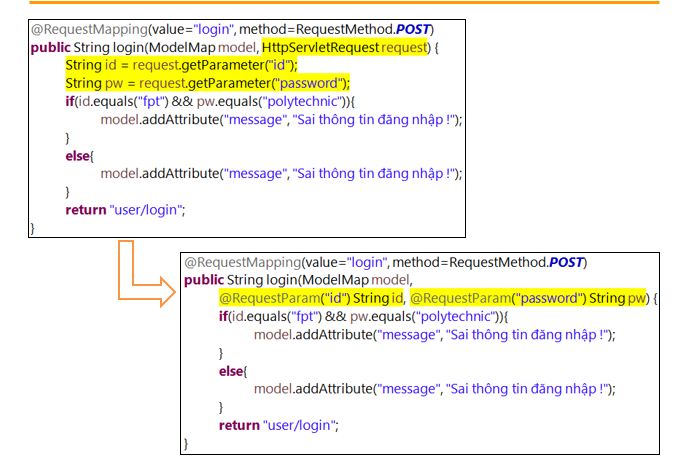 @RequestMapping(value="login", method=RequestMethod.POST)
public String login(ModelMap model, HttpServletRequest request) {
String id = request.getParameter("id");
String pw = request.getParameter("password");
if(id.equals("fpt") && pw.equals("polytechnic")){
model.addAttribute("message", "Sai thông tin đăng nhập !");
}
else{
model.addAttribute("message", "Sai thông tin đăng nhập !");
}
return "user/login";
}
@RequestMapping(value="login", method=RequestMethod.POST)
public String login(ModelMap model,
@RequestParam("id") String id, @RequestParam("password") String pw) {
if(id.equals("fpt") && pw.equals("polytechnic")){
model.addAttribute("message", "Sai thông tin đăng nhập !");
}
else{
model.addAttribute("message", "Sai thông tin đăng nhập !");
}
return "user/login";
}